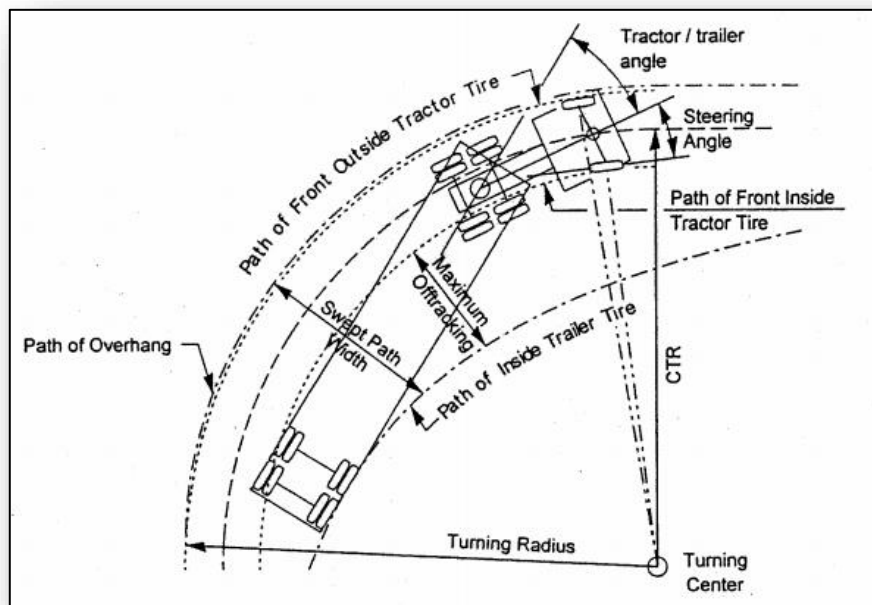 Tractor / trailer
angle
Path of Front Outside Tractor Tire
Steering
Angle
Path of Front Inside
Tractor Tire
Maximum
Offtracking
Swept Path
Width
Path of Inside Trailer Tire
Path of Overhang
CTR
Turning Radius
Turning
Center